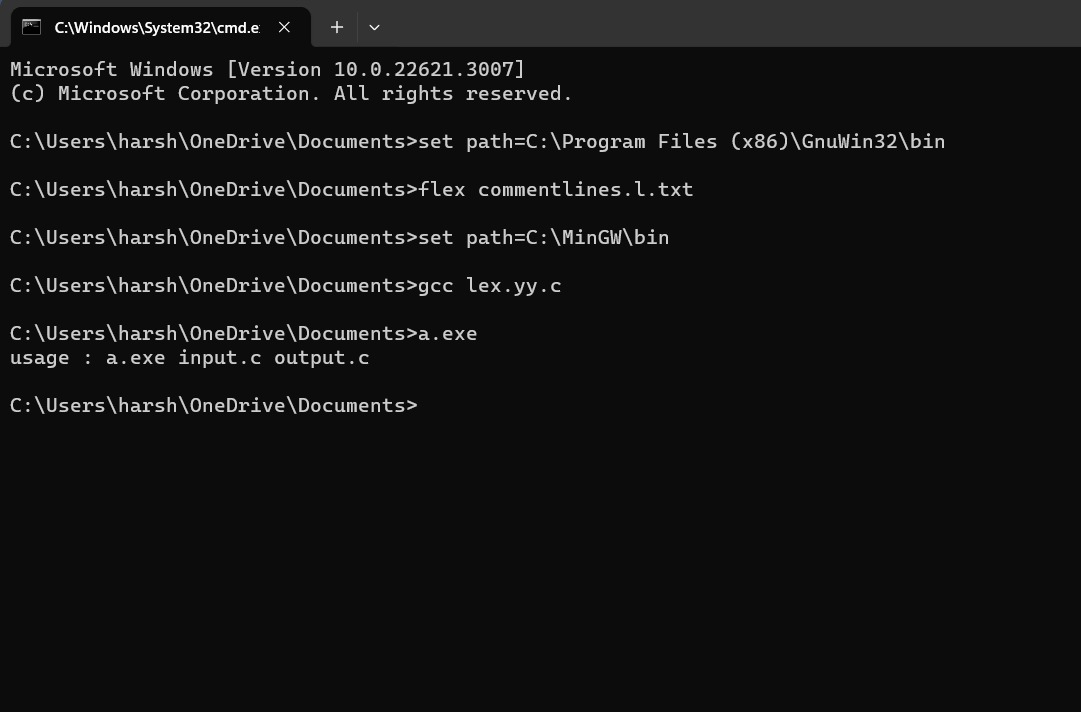 C:\Windows\System32\cmd.e
Microsoft Windows [Version 10.0.22621.3007]
(c) Microsoft Corporation. All rights reserved.
C:\Users\harsh\OneDrive\Documents>set path=C:\Program Files (x86)\GnuWin32\bin
C:\Users\harsh\OneDrive\Documents>flex commentlines.l.txt
C:\Users\harsh\OneDrive\Documents>set path=C:\MinGW\bin
C:\Users\harsh\OneDrive\Documents>gcc lex.yy.c
C:\Users\harsh\OneDrive\Documents>a.exe
usage : a.exe input.c output.c
C:\Users\harsh\OneDrive\Documents>